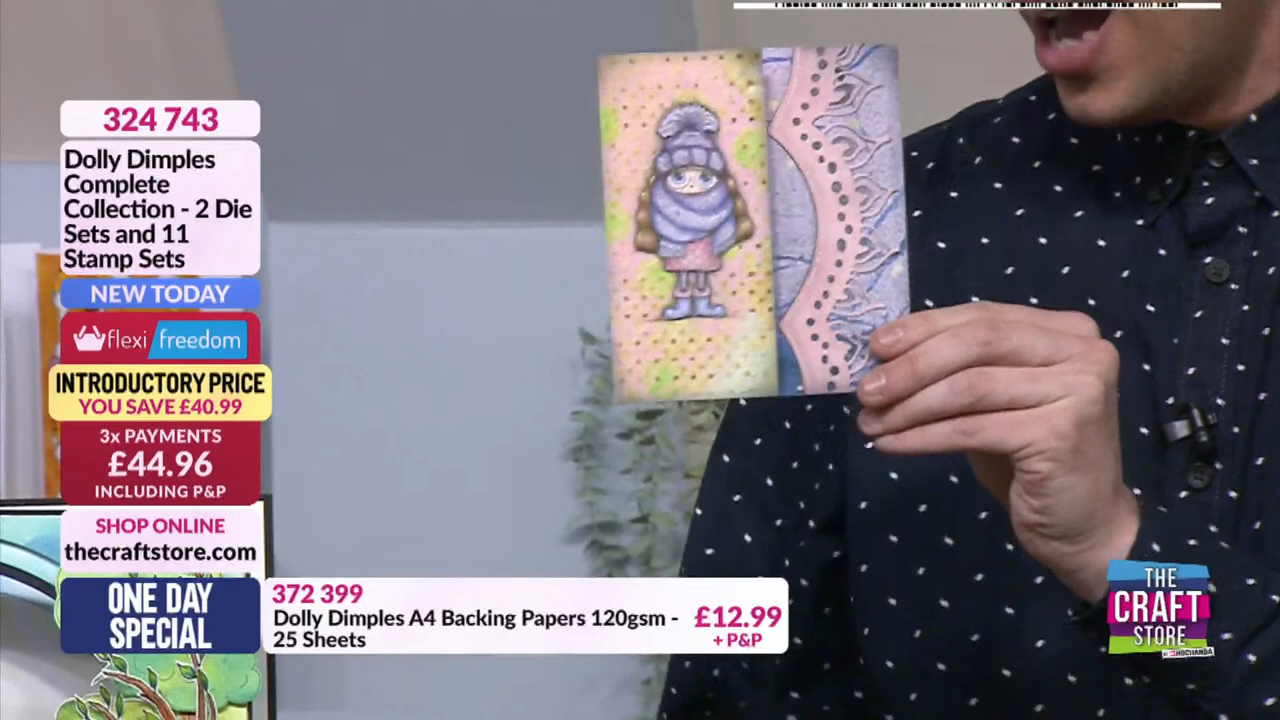 324 743
Dolly Dimples
Complete
Collection - 2 Die
Sets and 11
Stamp Sets
NEW TODAY
flexi freedom
INTRODUCTORY PRICE
YOU SAVE £40.99
3x PAYMENTS
£44.96
INCLUDING P&P
SHOP ONLINE
thecraftstore.com
ONE DAY
SPECIAL
372 399
Dolly Dimples A4 Backing Papers 120gsm -
25 Sheets
£12.99
+ P&P
THE
CRAFT
STORE
BY HOCHANDA